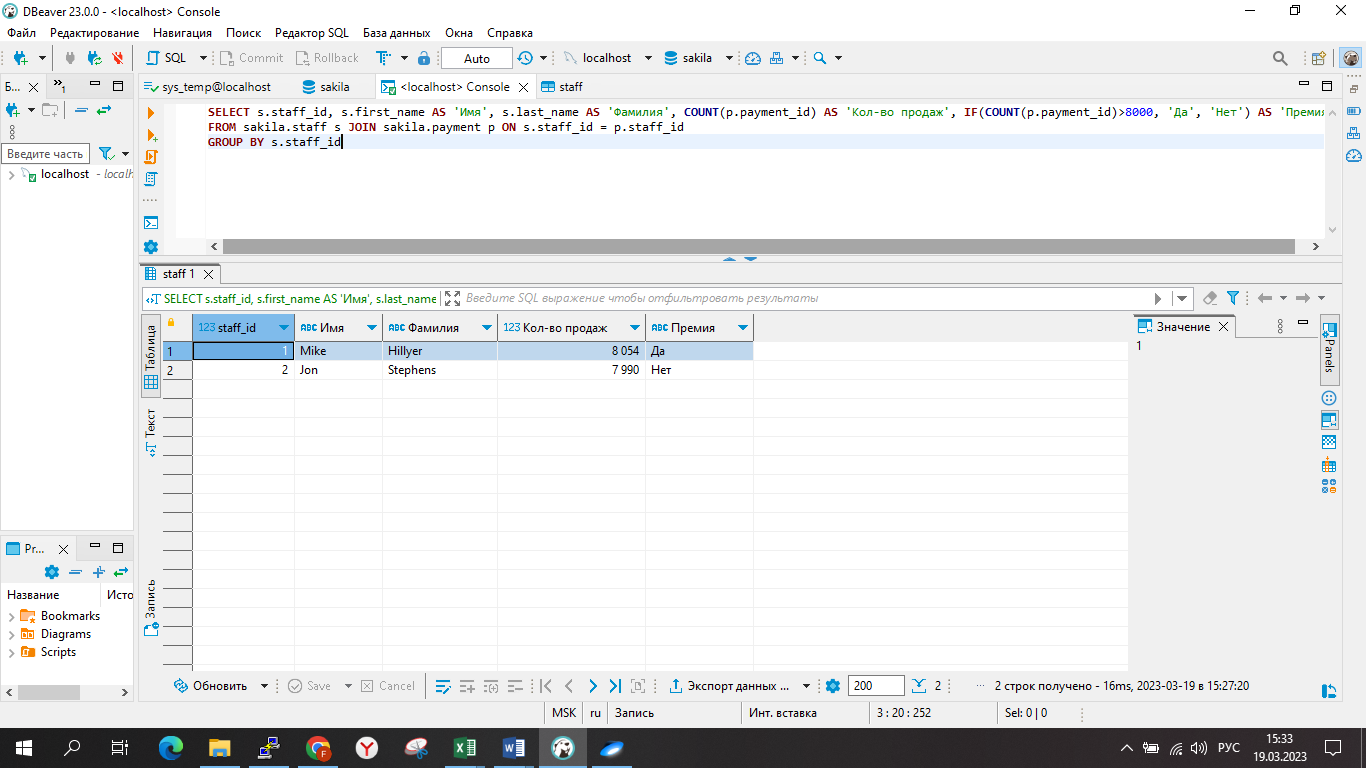 DBeaver 23.0.0 - <localhost> Console
Файл Редактирование Навигация Поиск Редактор SQL База данных Окна Справка
SQL Commit Rollback Auto localhost sakila
Б... »1 sys_temp@localhost sakila <localhost> Console staff
Введите часть
localhost - localh
SELECT s.staff_id, s.first_name AS 'Имя', s.last_name AS 'Фамилия', COUNT(p.payment_id) AS 'Кол-во продаж', IF(COUNT(p.payment_id)>8000, 'Да', 'Нет') AS 'Премия
FROM sakila.staff s JOIN sakila.payment p ON s.staff_id = p.staff_id
GROUP BY s.staff_id
staff 1
SELECT s.staff_id, s.first_name AS 'Имя', s.last_name
Введите SQL выражение чтобы отфильтровать результаты
Таблица
Текст
Запись
123 staff_id ABC Имя ABC Фамилия 123 Кол-во продаж ABC Премия
1 1 Mike Hillyer 8 054 Да
2 2 Jon Stephens 7 990 Нет
Значение
1
Panels
Pr...
Название Исто
Bookmarks
Diagrams
Scripts
Обновить Save Cancel Экспорт данных ... 200 2 ... 2 строк получено - 16ms, 2023-03-19 в 15:27:20
MSK ru Запись Инт. вставка 3 : 20 : 252 Sel: 0 | 0
РУС
15:33
19.03.2023